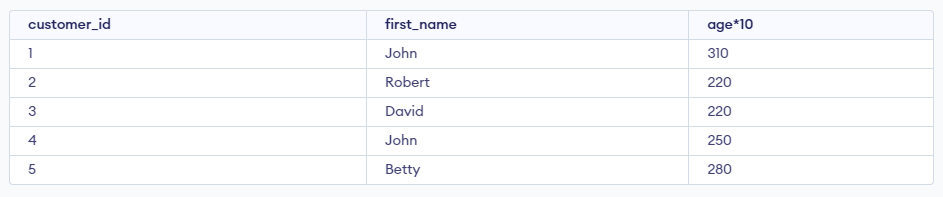 customer_id first_name age*10
1 John 310
2 Robert 220
3 David 220
4 John 250
5 Betty 280